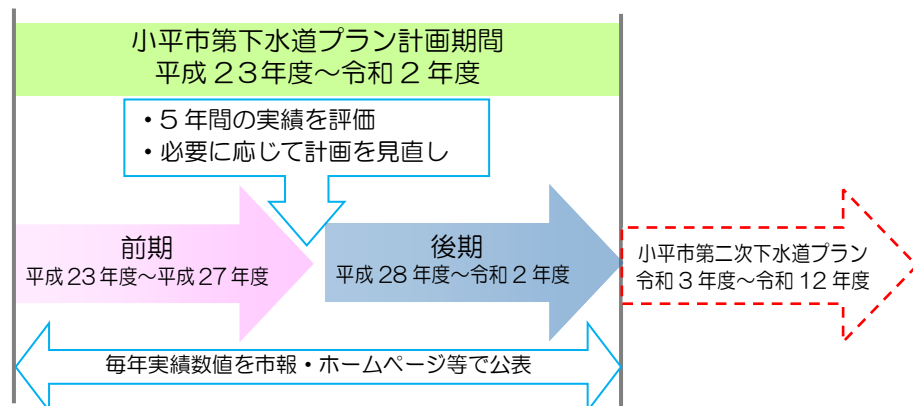 小平市第下水道プラン計画期間
平成２３年度～令和２年度
・５年間の実績を評価
・必要に応じて計画を見直し
前期
平成23年度～平成27年度
後期
平成28年度～令和２年度
小平市第二次下水道プラン
令和３年度～令和12年度
毎年実績数値を市報・ホームページ等で公表